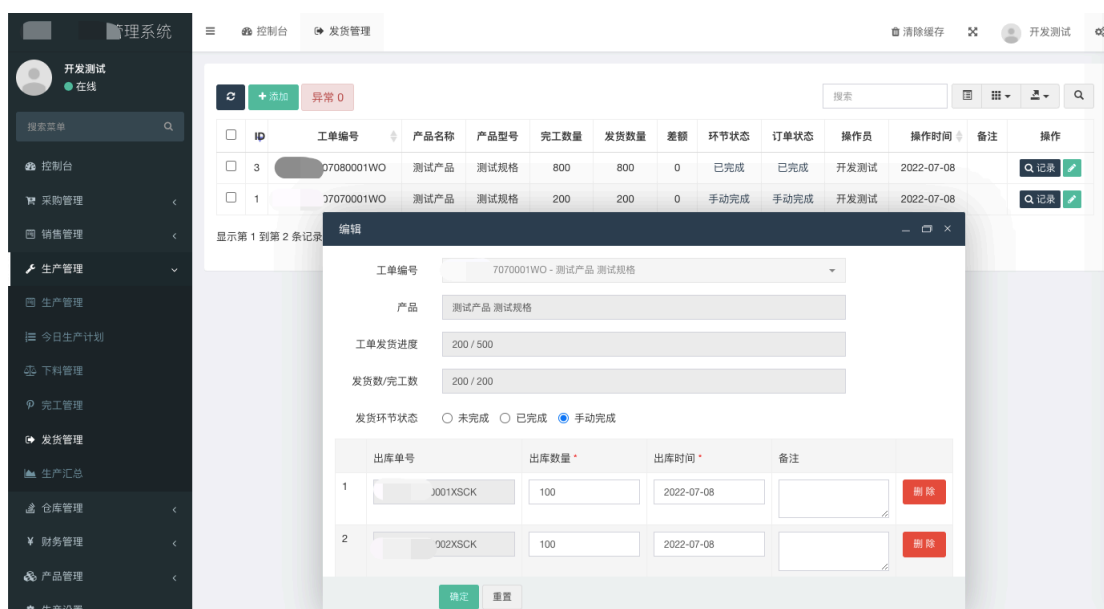 管理系统
控制台 发货管理 清除缓存 开发测试
开发测试
在线
搜索菜单
控制台
采购管理
销售管理
生产管理
生产管理
今日生产计划
下料管理
完工管理
发货管理
生产汇总
仓库管理
¥ 财务管理
产品管理
添加 异常 0 搜索
ID 工单编号 产品名称 产品型号 完工数量 发货数量 差额 环节状态 订单状态 操作员 操作时间 备注 操作
3 07080001WO 测试产品 测试规格 800 800 0 已完成 已完成 开发测试 2022-07-08 记录
1 07070001WO 测试产品 测试规格 200 200 0 手动完成 手动完成 开发测试 2022-07-08 记录
显示第 1 到第 2 条记录
编辑
工单编号 7070001WO - 测试产品 测试规格
产品 测试产品 测试规格
工单发货进度 200 / 500
发货数/完工数 200 / 200
发货环节状态 未完成 已完成 手动完成
出库单号 出库数量 * 出库时间 * 备注
1 0001XSCK 100 2022-07-08 删除
2 002XSCK 100 2022-07-08 删除
确定 重置